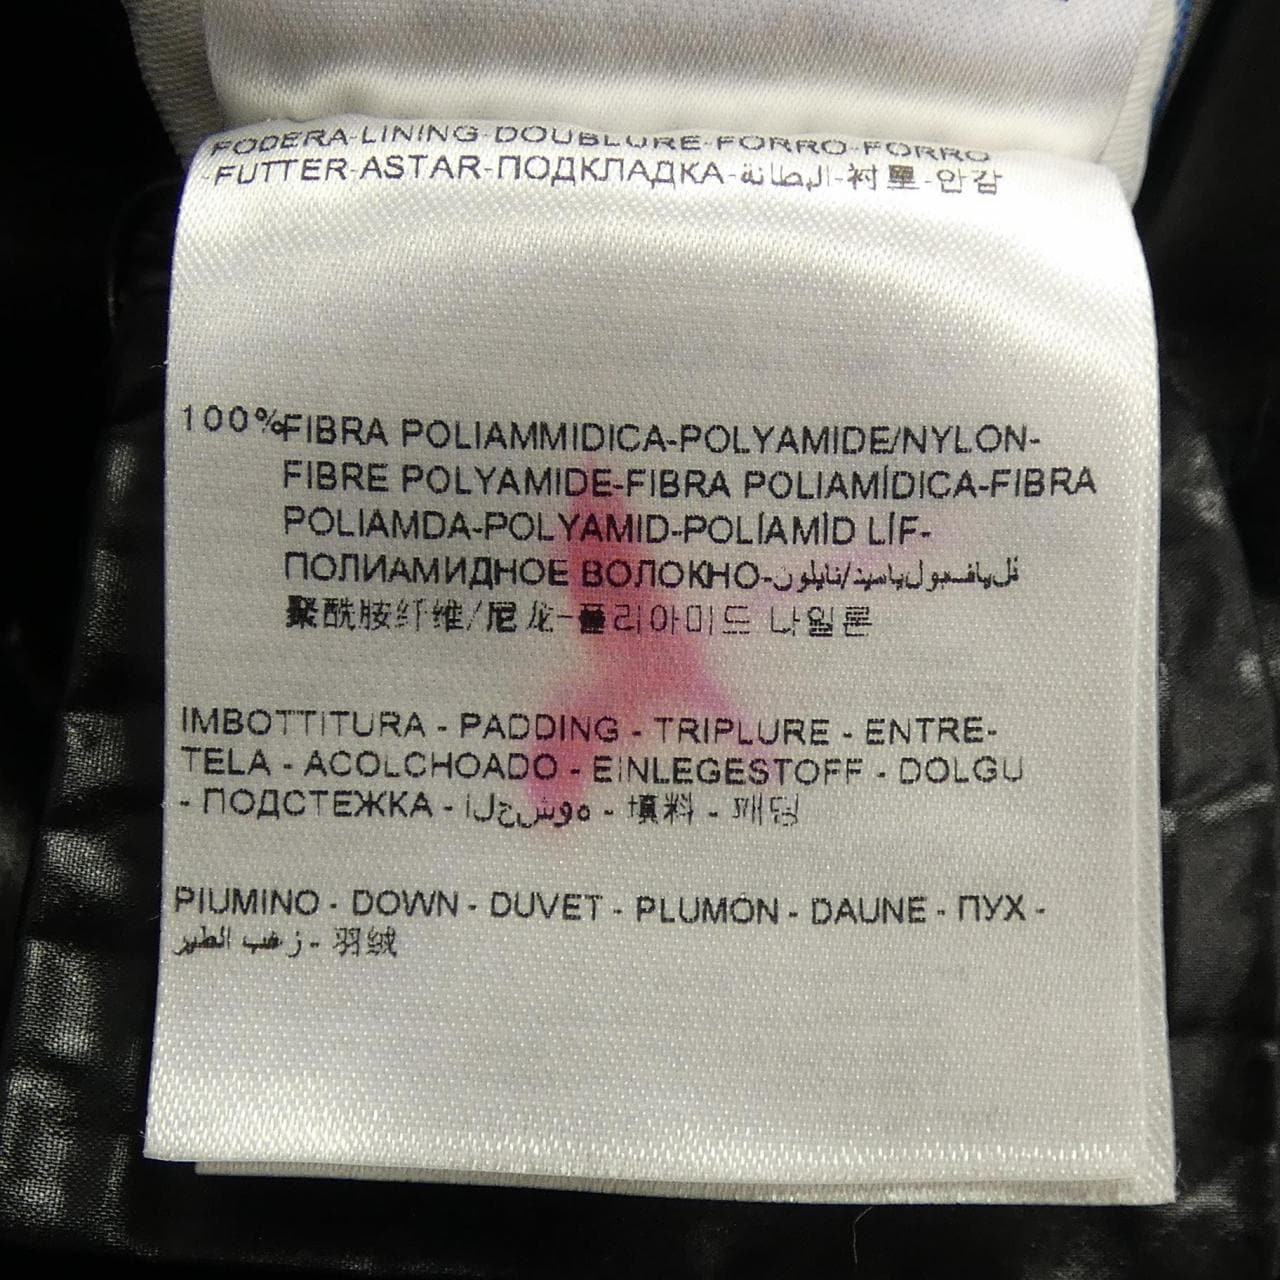 FODERA-LINING-DOUBLURE-FORRO-FORRO
-FUTTER-ASTAR-ПОДКЛАДКА-البطانة-衬里-안감
100%FIBRA POLIAMMIDICA-POLYAMIDE/NYLON-
FIBRE POLYAMIDE-FIBRA POLIAMÍDICA-FIBRA
POLIAMDA-POLYAMID-POLÍAMÌD LÍF-
ПОЛИАМИДНОЕ ВОЛОКНО-
聚酰胺纤维/尼龙-폴리아미드 나일론
IMBOTTITURA - PADDING - TRIPLURE - ENTRE-
TELA - ACOLCHOADO - EINLEGESTOFF - DOLGU
- ПОДСТЕЖКА - الحشوه - 填料 - 패딩
PIUMINO - DOWN - DUVET - PLUMÓN - DAUNE - ПУХ -
زغب الطير - 羽绒